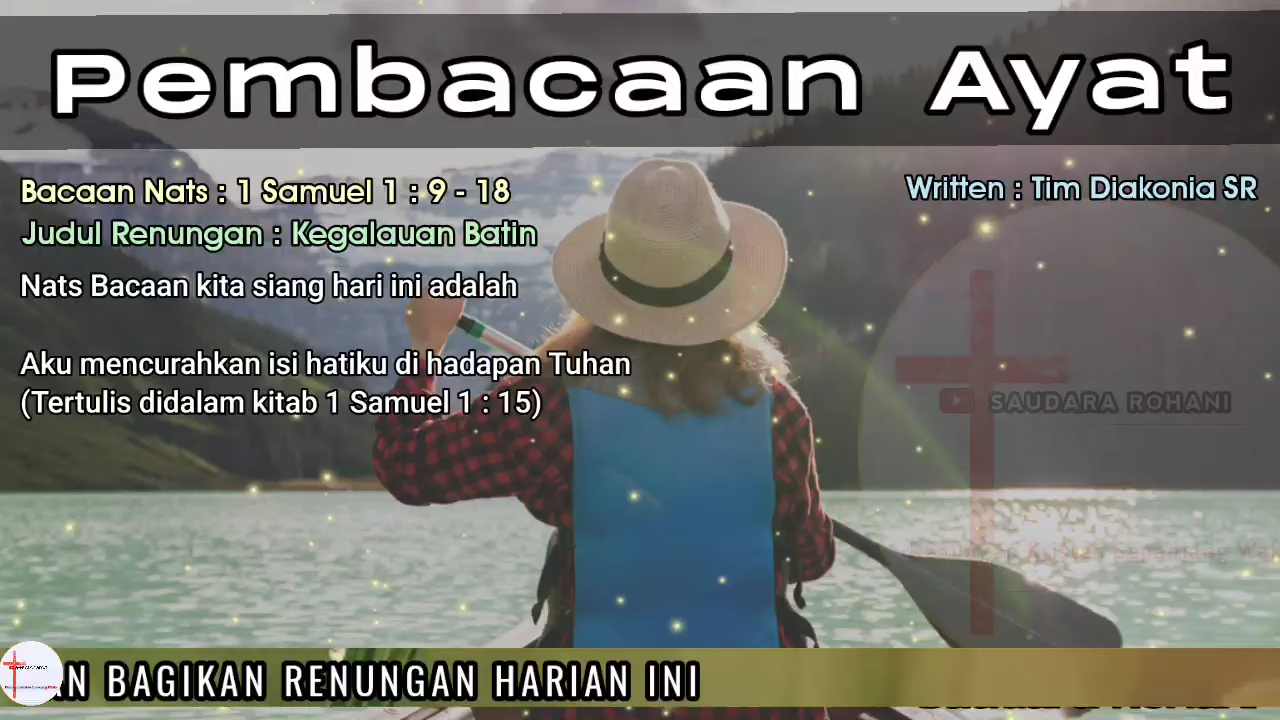 Pembacaan Ayat
Bacaan Nats : 1 Samuel 1 : 9 - 18
Written : Tim Diakonia SR
Judul Renungan : Kegalauan Batin
Nats Bacaan kita siang hari ini adalah
Aku mencurahkan isi hatiku di hadapan Tuhan
(Tertulis didalam kitab 1 Samuel 1 : 15)
SAUDARA ROHANI
BAGIKAN RENUNGAN HARIAN INI